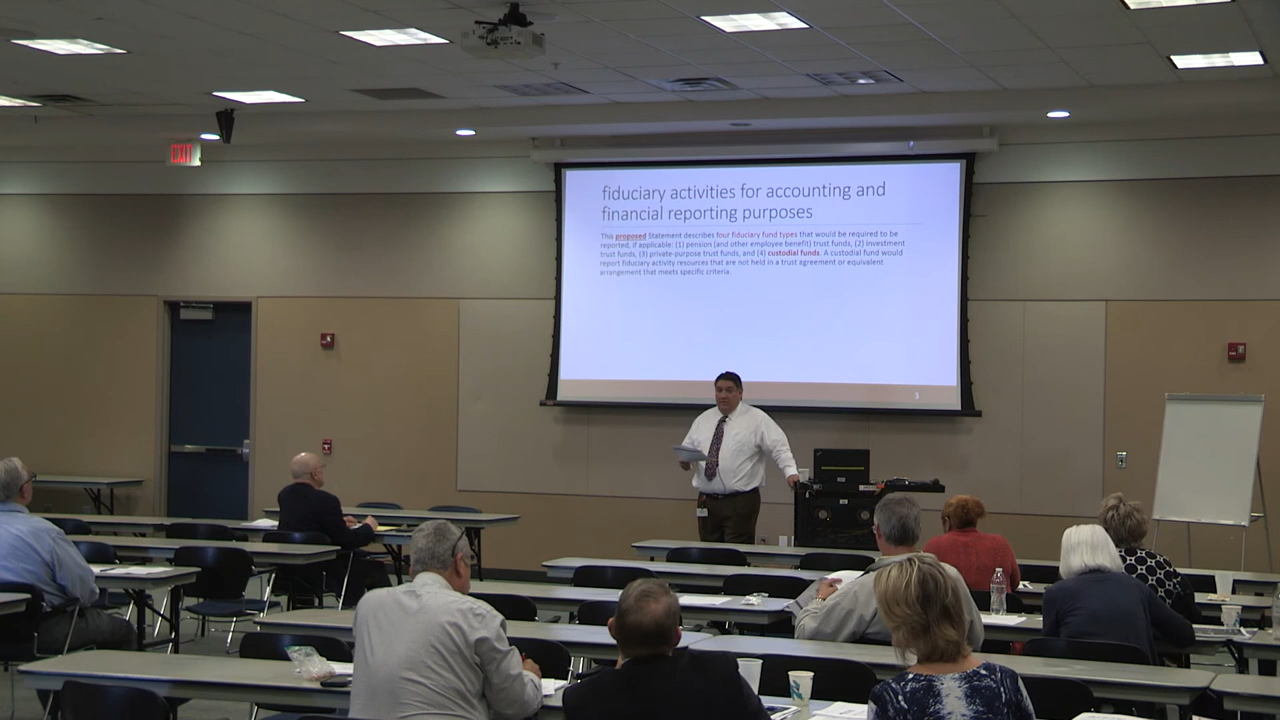 EXIT
fiduciary activities for accounting and
financial reporting purposes
This proposed Statement describes four fiduciary fund types that would be required to be
reported, if applicable: (1) pension (and other employee benefit) trust funds, (2) investment
trust funds, (3) private-purpose trust funds, and (4) custodial funds. A custodial fund would
report fiduciary activity resources that are not held in a trust agreement or equivalent
arrangement that meets specific criteria.
3